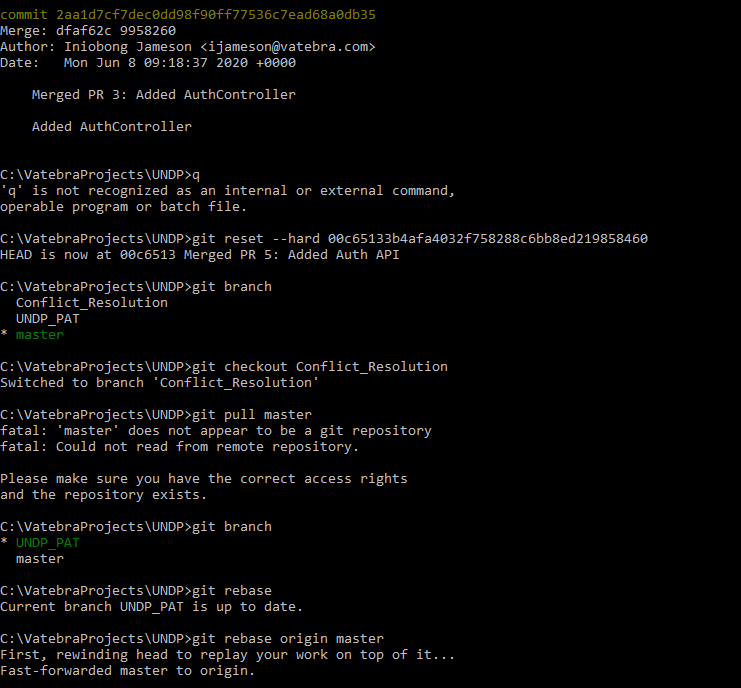 commit 2aa1d7cf7dec0dd98f90ff77536c7ead68a0db35
Merge: dfaf62c 9958260
Author: Iniobong Jameson <ijameson@vatebra.com>
Date:   Mon Jun 8 09:18:37 2020 +0000
    Merged PR 3: Added AuthController
    Added AuthController
C:\VatebraProjects\UNDP>q
'q' is not recognized as an internal or external command,
operable program or batch file.
C:\VatebraProjects\UNDP>git reset --hard 00c65133b4afa4032f758288c6bb8ed219858460
HEAD is now at 00c6513 Merged PR 5: Added Auth API
C:\VatebraProjects\UNDP>git branch
  Conflict_Resolution
  UNDP_PAT
* master
C:\VatebraProjects\UNDP>git checkout Conflict_Resolution
Switched to branch 'Conflict_Resolution'
C:\VatebraProjects\UNDP>git pull master
fatal: 'master' does not appear to be a git repository
fatal: Could not read from remote repository.
Please make sure you have the correct access rights
and the repository exists.
C:\VatebraProjects\UNDP>git branch
* UNDP_PAT
  master
C:\VatebraProjects\UNDP>git rebase
Current branch UNDP_PAT is up to date.
C:\VatebraProjects\UNDP>git rebase origin master
First, rewinding head to replay your work on top of it...
Fast-forwarded master to origin.